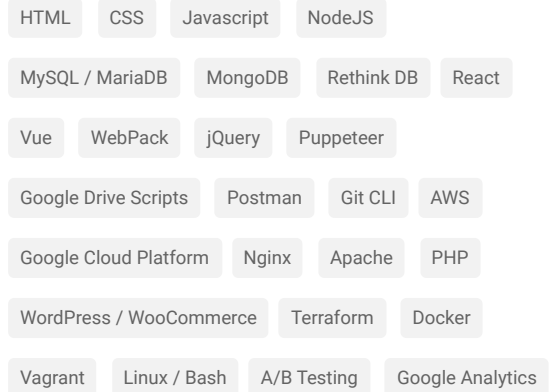 HTML CSS Javascript NodeJS
MySQL / MariaDB MongoDB Rethink DB React
Vue WebPack jQuery Puppeteer
Google Drive Scripts Postman Git CLI AWS
Google Cloud Platform Nginx Apache PHP
WordPress / WooCommerce Terraform Docker
Vagrant Linux / Bash A/B Testing Google Analytics